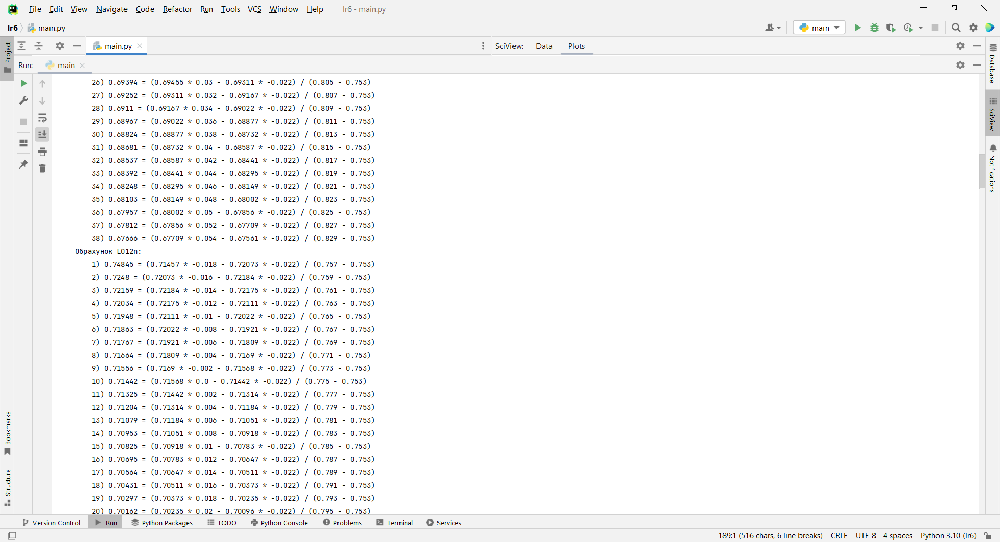 File Edit View Navigate Code Refactor Run Tools VCS Window Help lr6 - main.py
lr6 main.py main
main.py SciView: Data Plots
Run: main
26) 0.69394 = (0.69455 * 0.03 - 0.69311 * -0.022) / (0.805 - 0.753)
27) 0.69252 = (0.69311 * 0.032 - 0.69167 * -0.022) / (0.807 - 0.753)
28) 0.6911 = (0.69167 * 0.034 - 0.69022 * -0.022) / (0.809 - 0.753)
29) 0.68967 = (0.69022 * 0.036 - 0.68877 * -0.022) / (0.811 - 0.753)
30) 0.68824 = (0.68877 * 0.038 - 0.68732 * -0.022) / (0.813 - 0.753)
31) 0.68681 = (0.68732 * 0.04 - 0.68587 * -0.022) / (0.815 - 0.753)
32) 0.68537 = (0.68587 * 0.042 - 0.68441 * -0.022) / (0.817 - 0.753)
33) 0.68392 = (0.68441 * 0.044 - 0.68295 * -0.022) / (0.819 - 0.753)
34) 0.68248 = (0.68295 * 0.046 - 0.68149 * -0.022) / (0.821 - 0.753)
35) 0.68103 = (0.68149 * 0.048 - 0.68002 * -0.022) / (0.823 - 0.753)
36) 0.67957 = (0.68002 * 0.05 - 0.67856 * -0.022) / (0.825 - 0.753)
37) 0.67812 = (0.67856 * 0.052 - 0.67709 * -0.022) / (0.827 - 0.753)
38) 0.67666 = (0.67709 * 0.054 - 0.67561 * -0.022) / (0.829 - 0.753)
Обрахунок L012n:
1) 0.74845 = (0.71457 * -0.018 - 0.72073 * -0.022) / (0.757 - 0.753)
2) 0.7248 = (0.72073 * -0.016 - 0.72184 * -0.022) / (0.759 - 0.753)
3) 0.72159 = (0.72184 * -0.014 - 0.72175 * -0.022) / (0.761 - 0.753)
4) 0.72034 = (0.72175 * -0.012 - 0.72111 * -0.022) / (0.763 - 0.753)
5) 0.71948 = (0.72111 * -0.01 - 0.72022 * -0.022) / (0.765 - 0.753)
6) 0.71863 = (0.72022 * -0.008 - 0.71921 * -0.022) / (0.767 - 0.753)
7) 0.71767 = (0.71921 * -0.006 - 0.71809 * -0.022) / (0.769 - 0.753)
8) 0.71664 = (0.71809 * -0.004 - 0.7169 * -0.022) / (0.771 - 0.753)
9) 0.71556 = (0.7169 * -0.002 - 0.71568 * -0.022) / (0.773 - 0.753)
10) 0.71442 = (0.71568 * 0.0 - 0.71442 * -0.022) / (0.775 - 0.753)
11) 0.71325 = (0.71442 * 0.002 - 0.71314 * -0.022) / (0.777 - 0.753)
12) 0.71204 = (0.71314 * 0.004 - 0.71184 * -0.022) / (0.779 - 0.753)
13) 0.71079 = (0.71184 * 0.006 - 0.71051 * -0.022) / (0.781 - 0.753)
14) 0.70953 = (0.71051 * 0.008 - 0.70918 * -0.022) / (0.783 - 0.753)
15) 0.70825 = (0.70918 * 0.01 - 0.70783 * -0.022) / (0.785 - 0.753)
16) 0.70695 = (0.70783 * 0.012 - 0.70647 * -0.022) / (0.787 - 0.753)
17) 0.70564 = (0.70647 * 0.014 - 0.70511 * -0.022) / (0.789 - 0.753)
18) 0.70431 = (0.70511 * 0.016 - 0.70373 * -0.022) / (0.791 - 0.753)
19) 0.70297 = (0.70373 * 0.018 - 0.70235 * -0.022) / (0.793 - 0.753)
20) 0.70162 = (0.70235 * 0.02 - 0.70096 * -0.022) / (0.795 - 0.753)
Project
Bookmarks
Structure
Database
SciView
Notifications
Version Control Run Python Packages TODO Python Console Problems Terminal Services
189:1 (516 chars, 6 line breaks) CRLF UTF-8 4 spaces Python 3.10 (lr6)